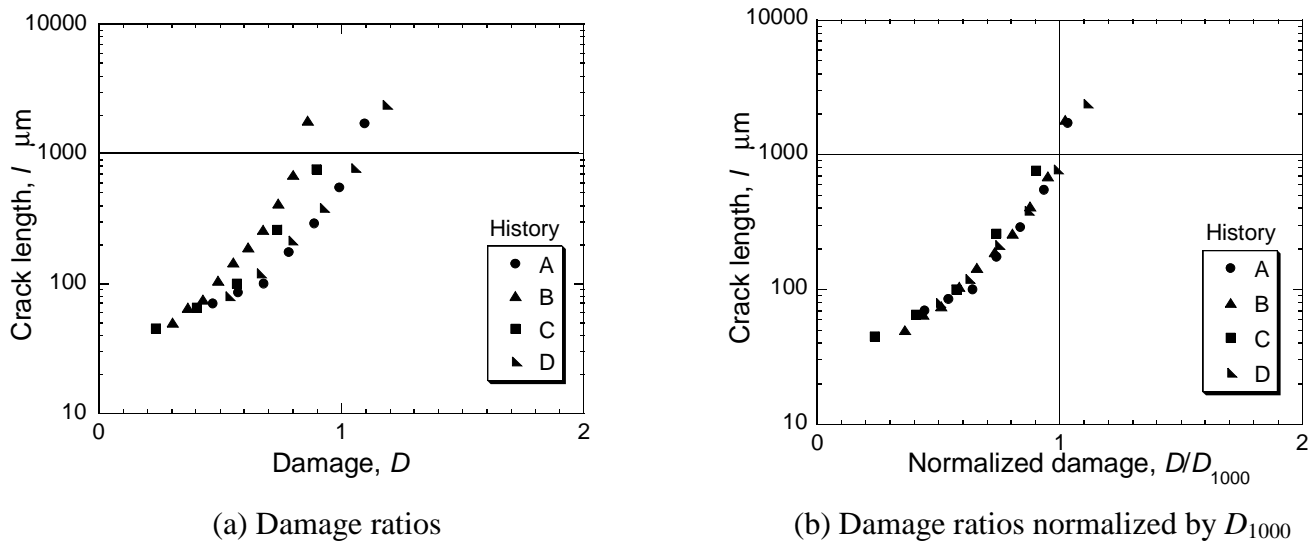 10000
1000
100
10
Crack length, l μm
0
1
2
Damage, D
History
A
B
C
D
(a) Damage ratios
10000
1000
100
10
Crack length, l μm
0
1
2
Normalized damage, D/D1000
History
A
B
C
D
(b) Damage ratios normalized by D1000